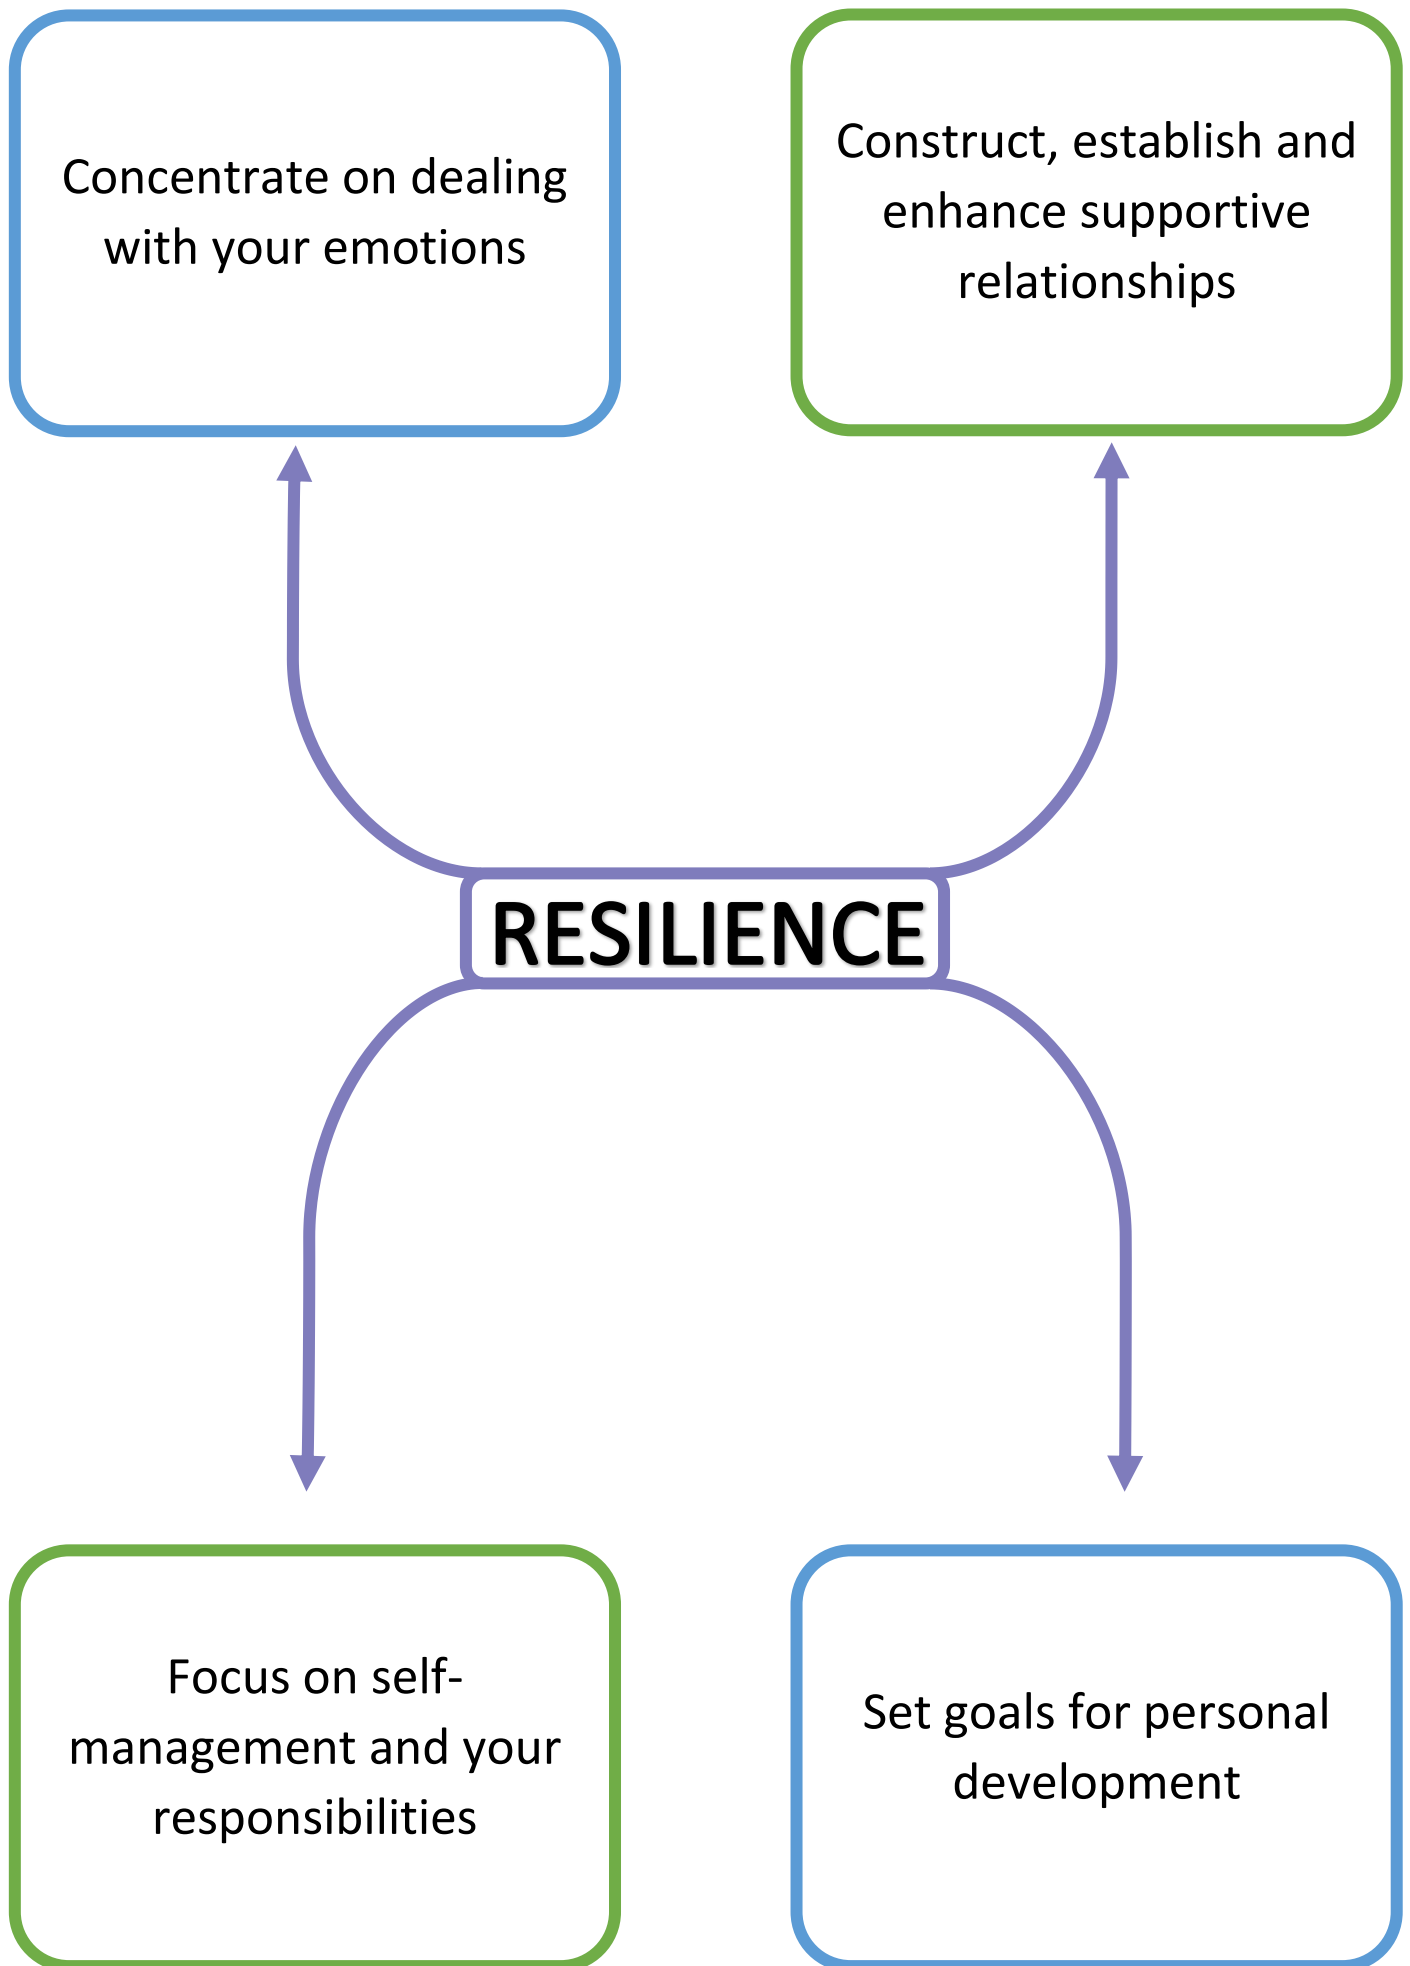 Concentrate on dealing
with your emotions
Construct, establish and
enhance supportive
relationships
RESILIENCE
Focus on self-
management and your
responsibilities
Set goals for personal
development